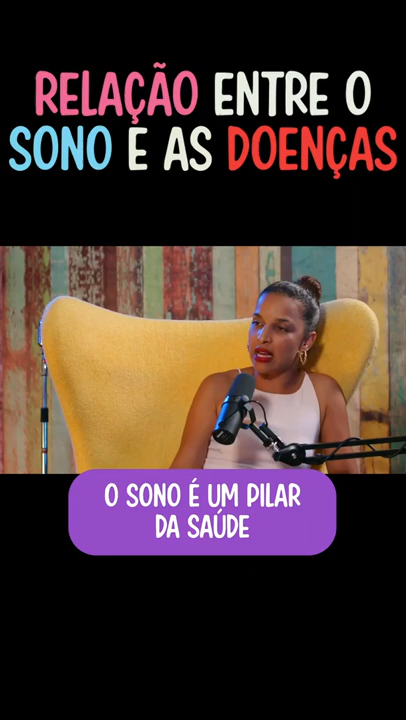 RELAÇÃO ENTRE O
SONO E AS DOENÇAS
O SONO É UM PILAR
DA SAÚDE